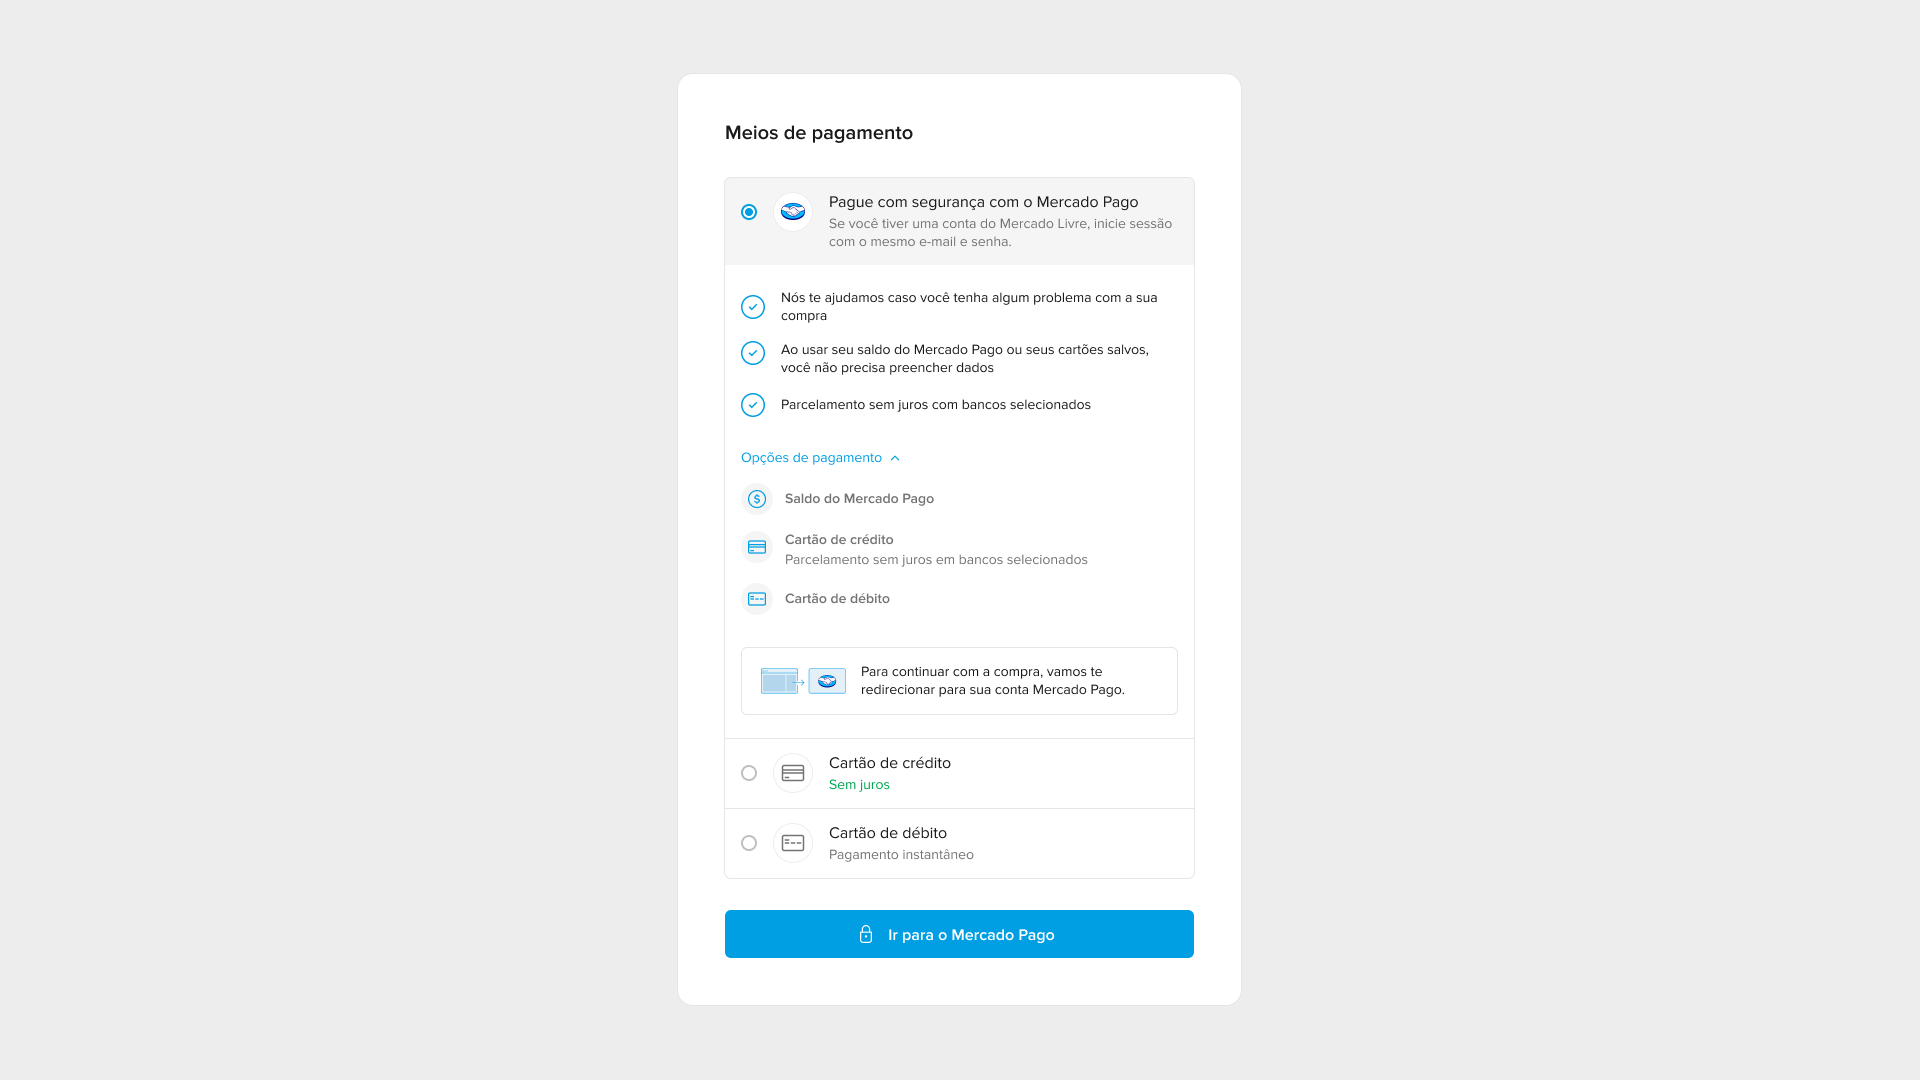 Meios de pagamento
Pague com segurança com o Mercado Pago
Se você tiver uma conta do Mercado Livre, inicie sessão
com o mesmo e-mail e senha.
Nós te ajudamos caso você tenha algum problema com a sua
compra
Ao usar seu saldo do Mercado Pago ou seus cartões salvos,
você não precisa preencher dados
Parcelamento sem juros com bancos selecionados
Opções de pagamento
Saldo do Mercado Pago
Cartão de crédito
Parcelamento sem juros em bancos selecionados
Cartão de débito
Para continuar com a compra, vamos te
redirecionar para sua conta Mercado Pago.
Cartão de crédito
Sem juros
Cartão de débito
Pagamento instantâneo
Ir para o Mercado Pago